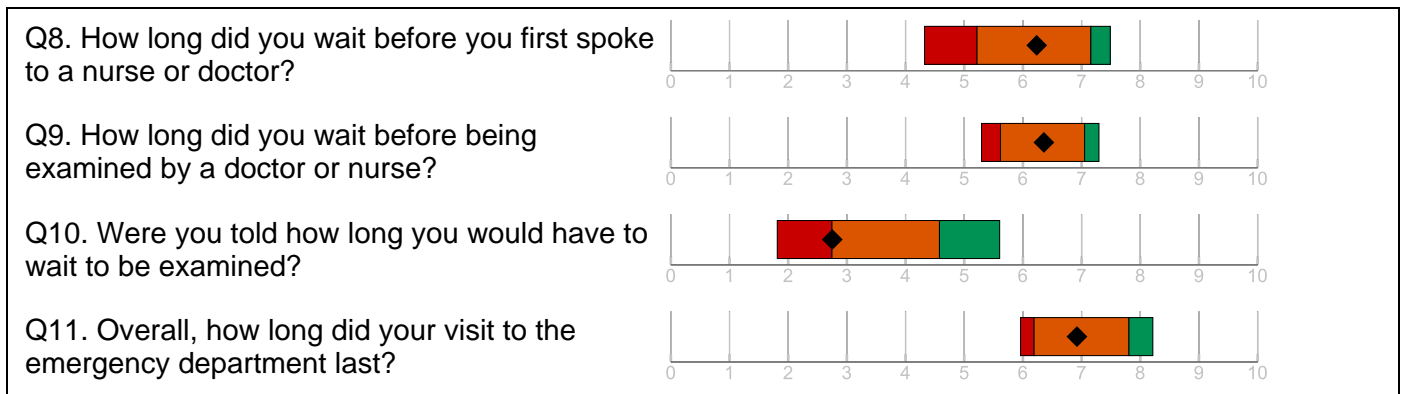 Q8. How long did you wait before you first spoke
to a nurse or doctor?
0 1 2 3 4 5 6 7 8 9 10
Q9. How long did you wait before being
examined by a doctor or nurse?
0 1 2 3 4 5 6 7 8 9 10
Q10. Were you told how long you would have to
wait to be examined?
0 1 2 3 4 5 6 7 8 9 10
Q11. Overall, how long did your visit to the
emergency department last?
0 1 2 3 4 5 6 7 8 9 10